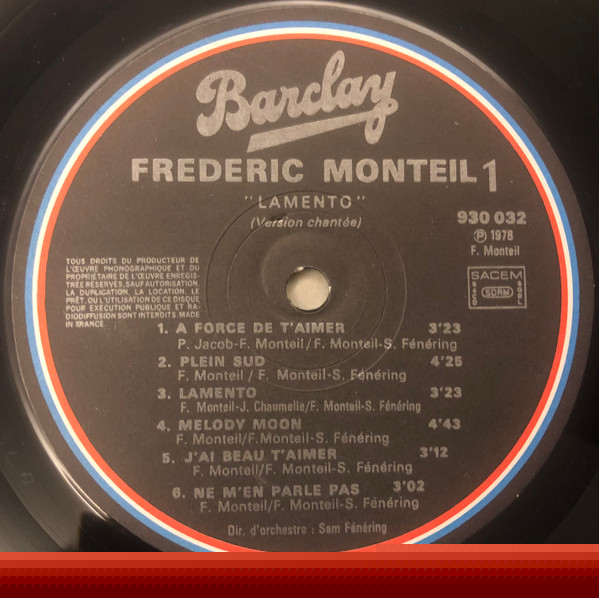 Barclay
FREDERIC MONTEIL 1
"LAMENTO"
(Version chantée)
930 032
Ⓟ 1978
F. Monteil
TOUS DROITS DU PRODUCTEUR DE
L'ŒUVRE PHONOGRAPHIQUE ET DU
PROPRIETAIRE DE L'ŒUVRE ENREGIS-
TRÉE RÉSERVÉS, SAUF AUTORISATION,
LA DUPLICATION, LA LOCATION, LE
PRÊT, OU L'UTILISATION DE CE DISQUE,
POUR EXÉCUTION PUBLIQUE ET RA-
DIODIFFUSION SONT INTERDITS. MADE
IN FRANCE
SACEM
SACD
SDRM
SGDL
1. A FORCE DE T'AIMER 3'23
P. Jacob-F. Monteil / F. Monteil-S. Fénéring
2. PLEIN SUD 4'25
F. Monteil / F. Monteil-S. Fénéring
3. LAMENTO 3'23
F. Monteil-J. Chaumelle/F. Monteil-S. Fénéring
4. MELODY MOON 4'43
F. Monteil/F.Monteil-S. Fénéring
5. J'AI BEAU T'AIMER 3'12
F. Monteil/F. Monteil-S. Fénéring
6. NE M'EN PARLE PAS 3'02
F. Monteil/F. Monteil-S. Fénéring
Dir. d'orchestre : Sam Fénéring